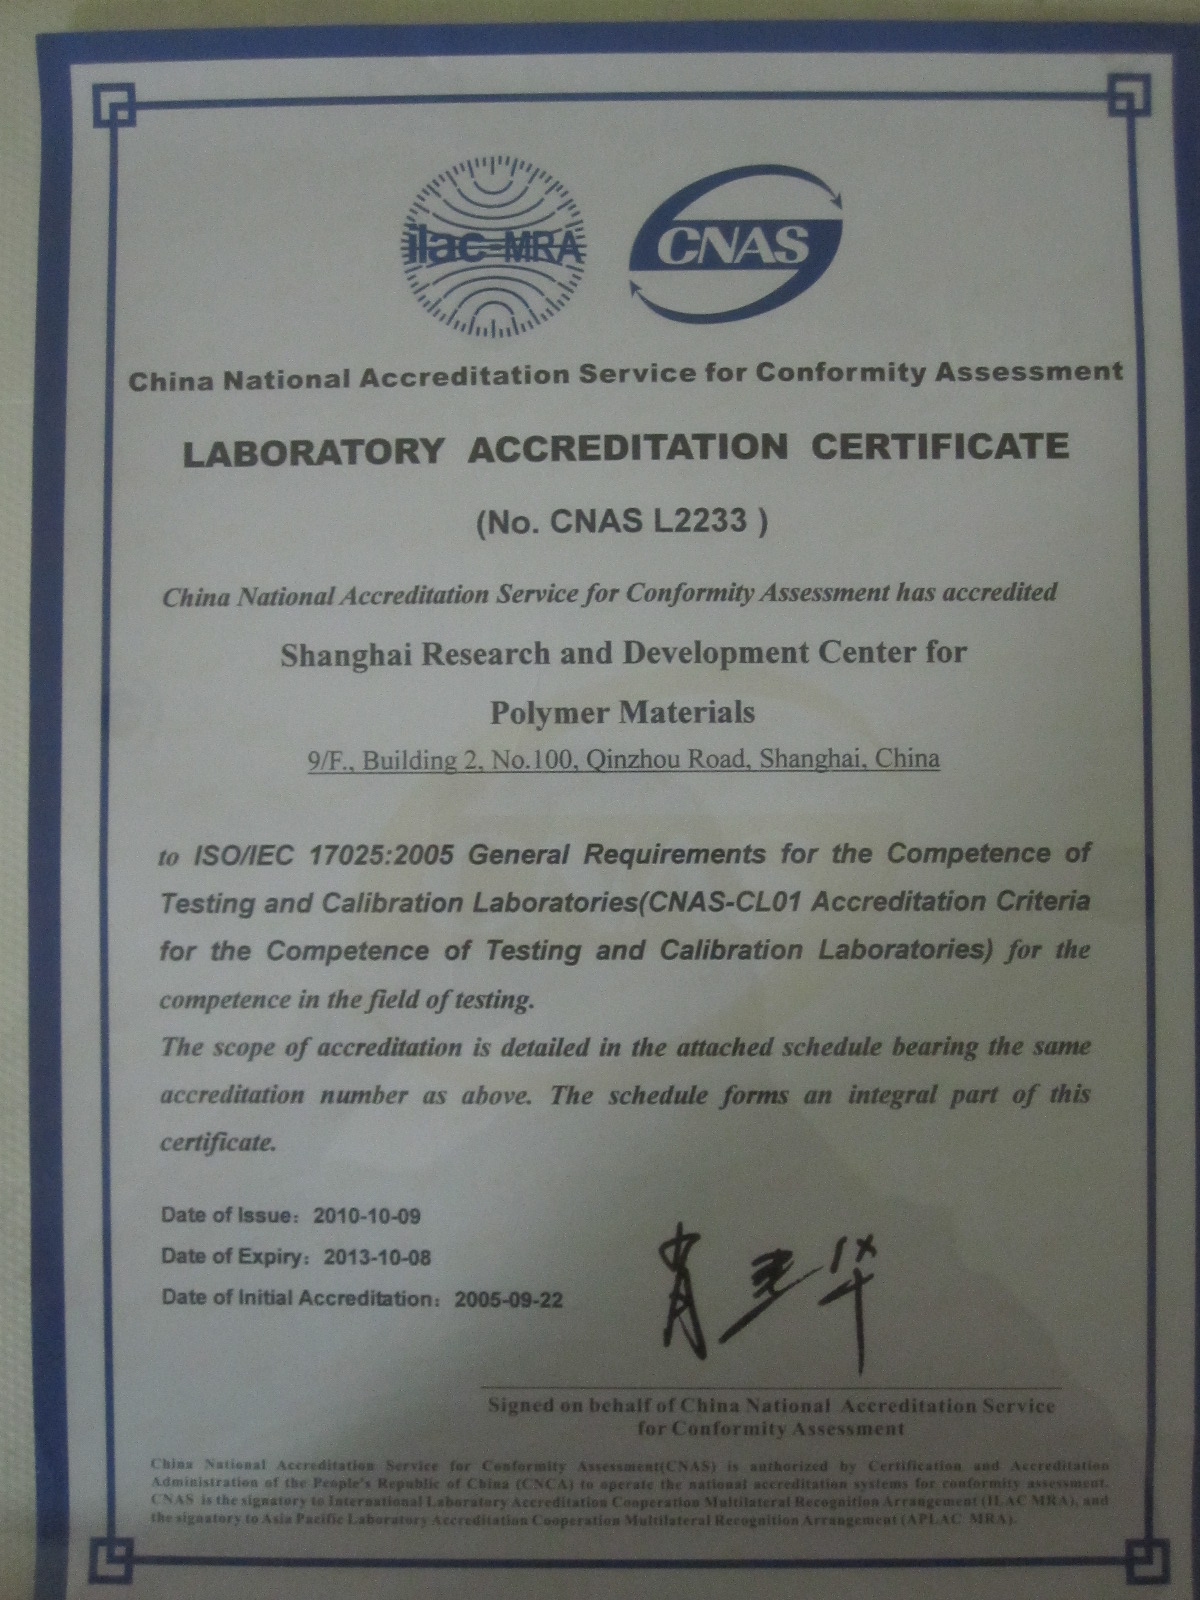 ilac-MRA
CNAS
China National Accreditation Service for Conformity Assessment
LABORATORY ACCREDITATION CERTIFICATE
(No. CNAS L2233 )
China National Accreditation Service for Conformity Assessment has accredited
Shanghai Research and Development Center for
Polymer Materials
9/F., Building 2, No.100, Qinzhou Road, Shanghai, China
to ISO/IEC 17025:2005 General Requirements for the Competence of
Testing and Calibration Laboratories(CNAS-CL01 Accreditation Criteria
for the Competence of Testing and Calibration Laboratories) for the
competence in the field of testing.
The scope of accreditation is detailed in the attached schedule bearing the same
accreditation number as above. The schedule forms an integral part of this
certificate.
Date of Issue: 2010-10-09
Date of Expiry: 2013-10-08
Date of Initial Accreditation: 2005-09-22
Signed on behalf of China National Accreditation Service
for Conformity Assessment
China National Accreditation Service for Conformity Assessment(CNAS) is authorized by Certification and Accreditation
Administration of the People's Republic of China (CNCA) to operate the national accreditation systems for conformity assessment.
CNAS is the signatory to International Laboratory Accreditation Cooperation Multilateral Recognition Arrangement (ILAC MRA), and
the signatory to Asia Pacific Laboratory Accreditation Cooperation Multilateral Recognition Arrangement (APLAC MRA).